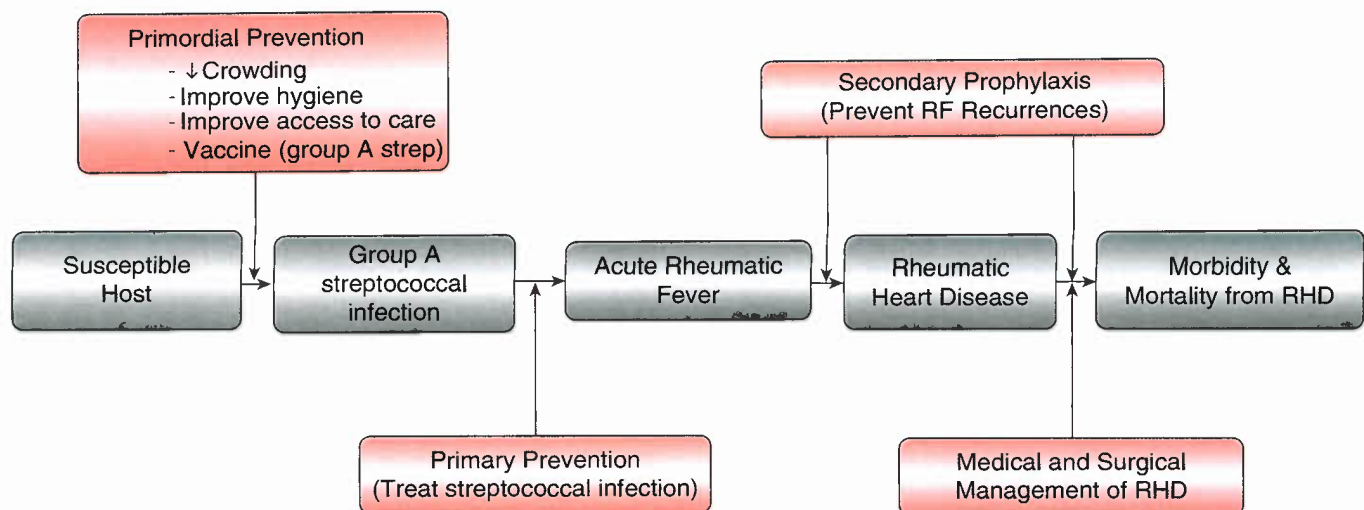 Primordial Prevention
- ↓Crowding
- Improve hygiene
- Improve access to care
- Vaccine (group A strep)
Secondary Prophylaxis
(Prevent RF Recurrences)
Susceptible
Host
Group A
streptococcal
infection
Acute Rheumatic
Fever
Rheumatic
Heart Disease
Morbidity &
Mortality from RHD
Primary Prevention
(Treat streptococcal infection)
Medical and Surgical
Management of RHD